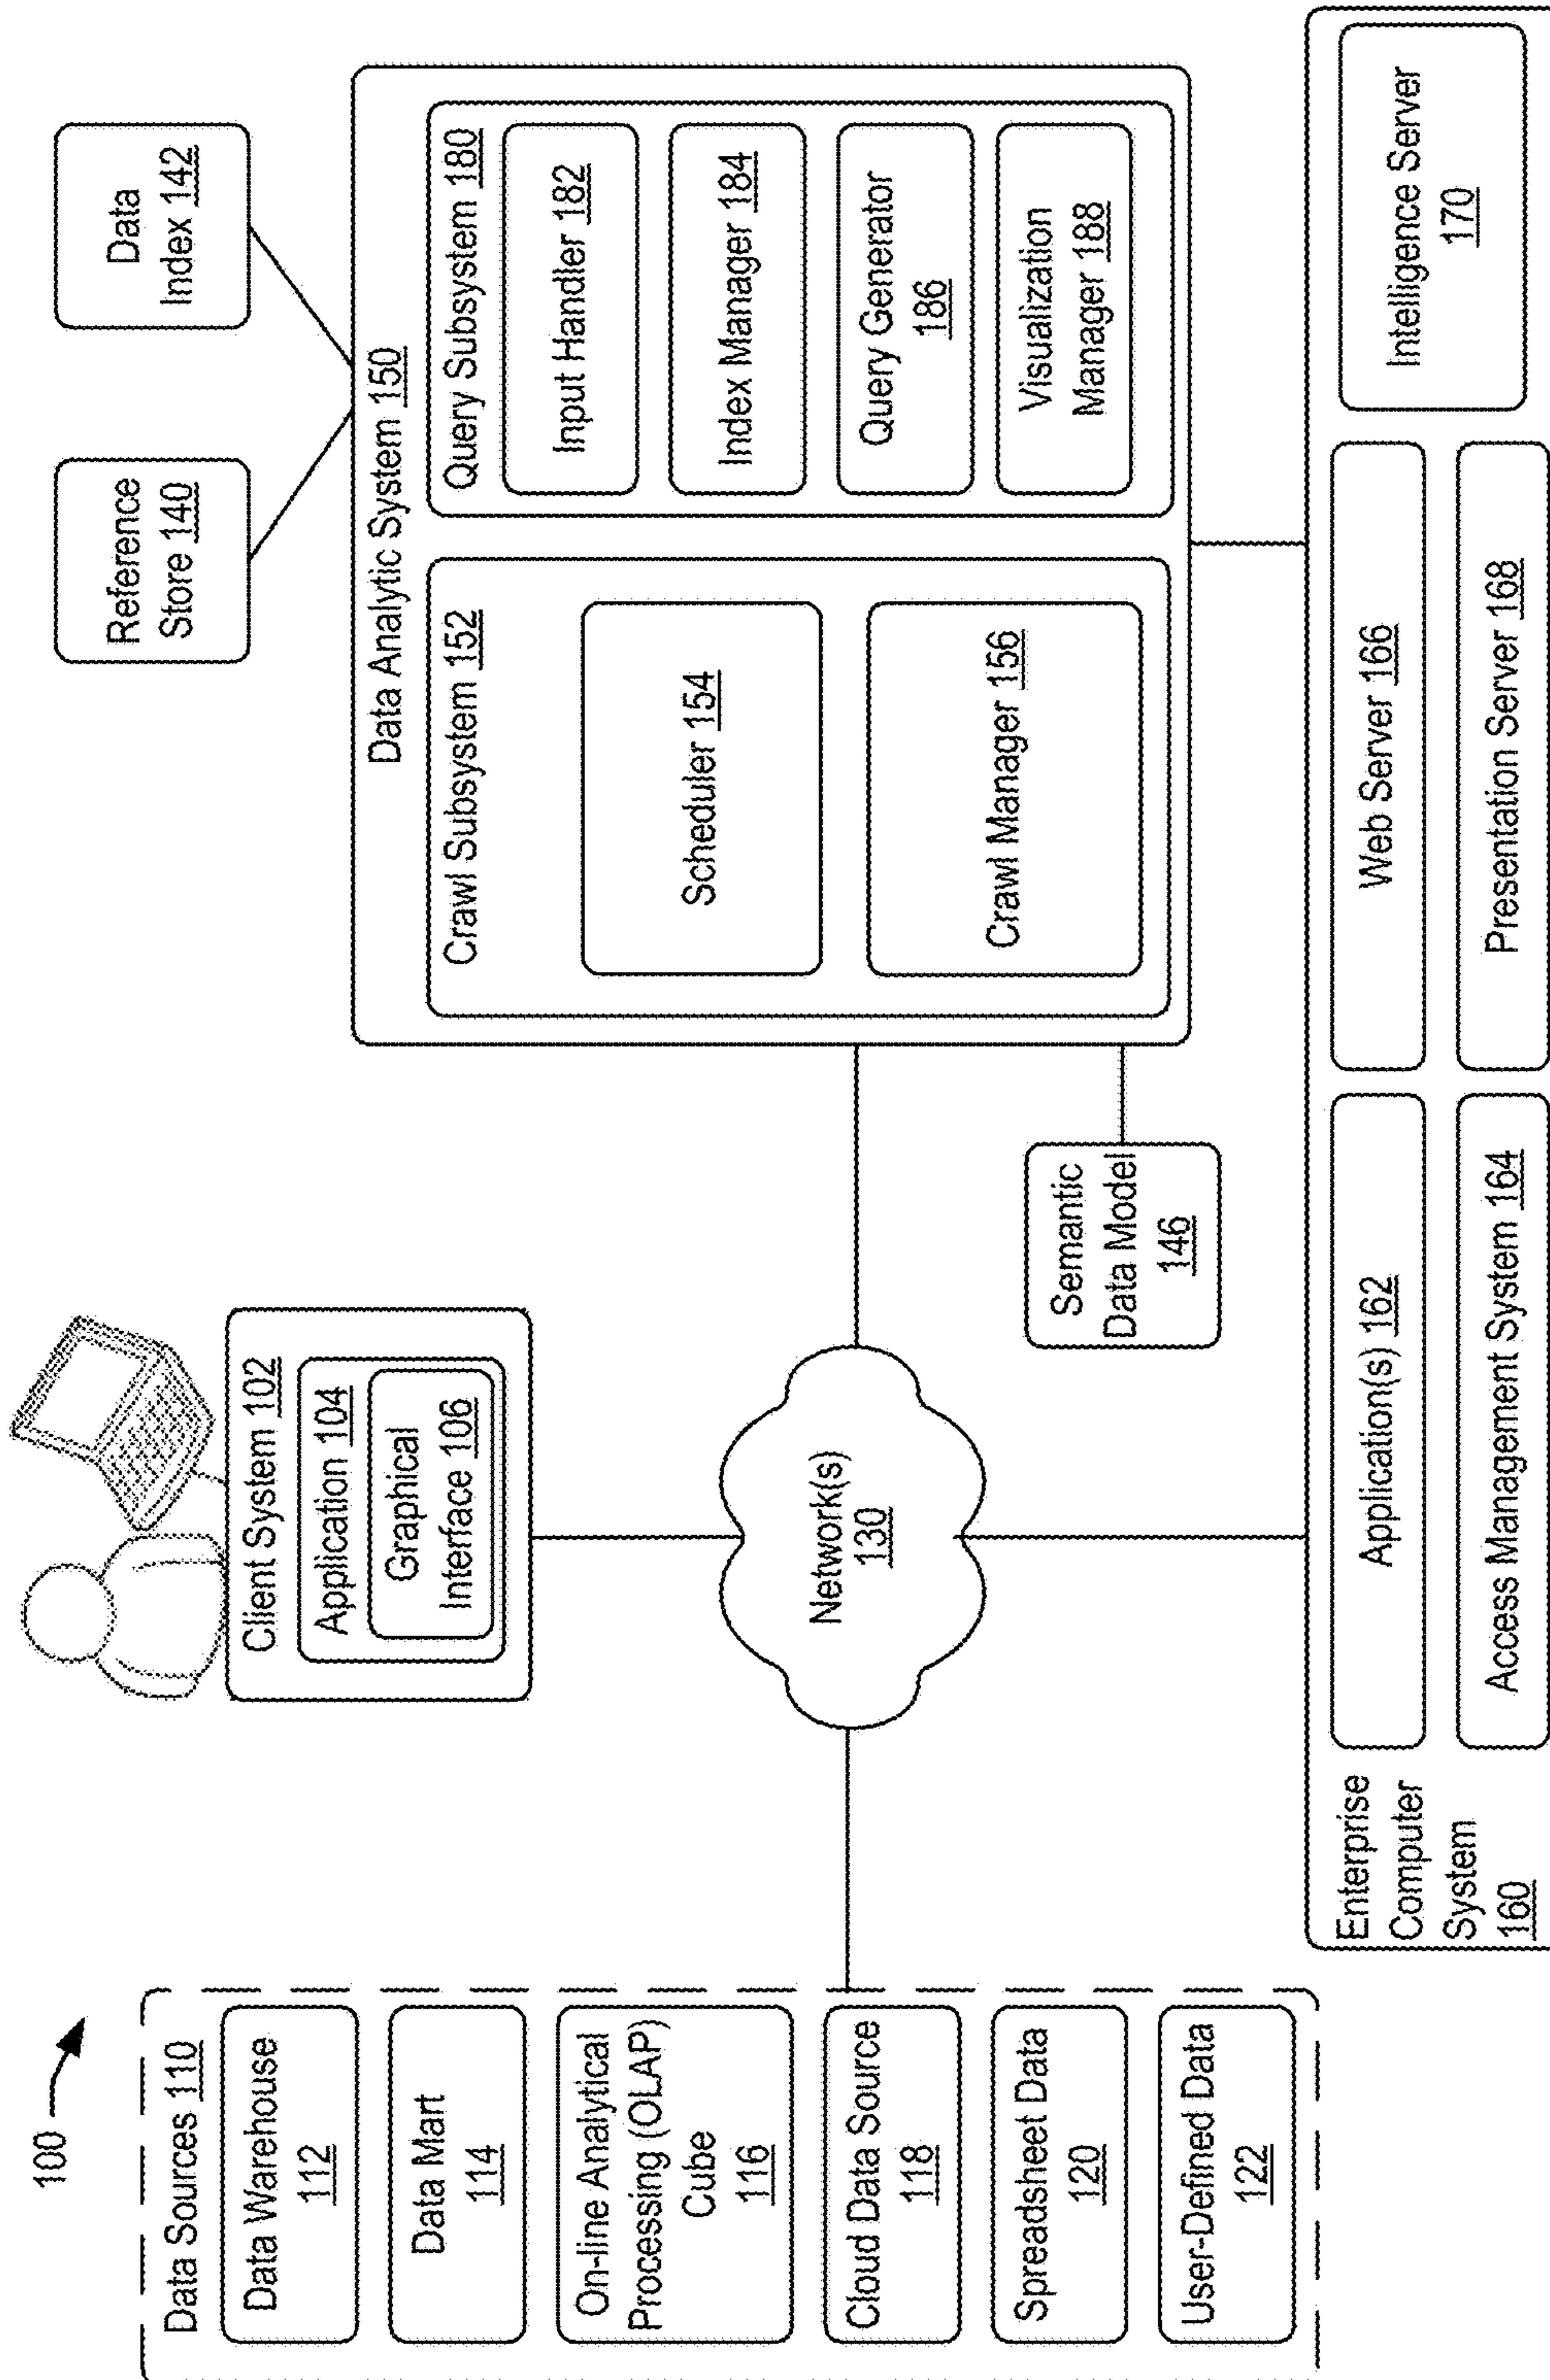 100
Data Sources 110
Data Warehouse
112
Data Mart
114
On-line Analytical
Processing (OLAP)
Cube
116
Cloud Data Source
118
Spreadsheet Data
120
User-Defined Data
122
Client System 102
Application 104
Graphical
Interface 106
Network(s)
130
Semantic
Data Model
146
Reference
Store 140
Data
Index 142
Data Analytic System 150
Crawl Subsystem 152
Scheduler 154
Crawl Manager 156
Query Subsystem 180
Input Handler 182
Index Manager 184
Query Generator
186
Visualization
Manager 188
Enterprise
Computer
System
160
Application(s) 162
Access Management System 164
Web Server 166
Presentation Server 168
Intelligence Server
170